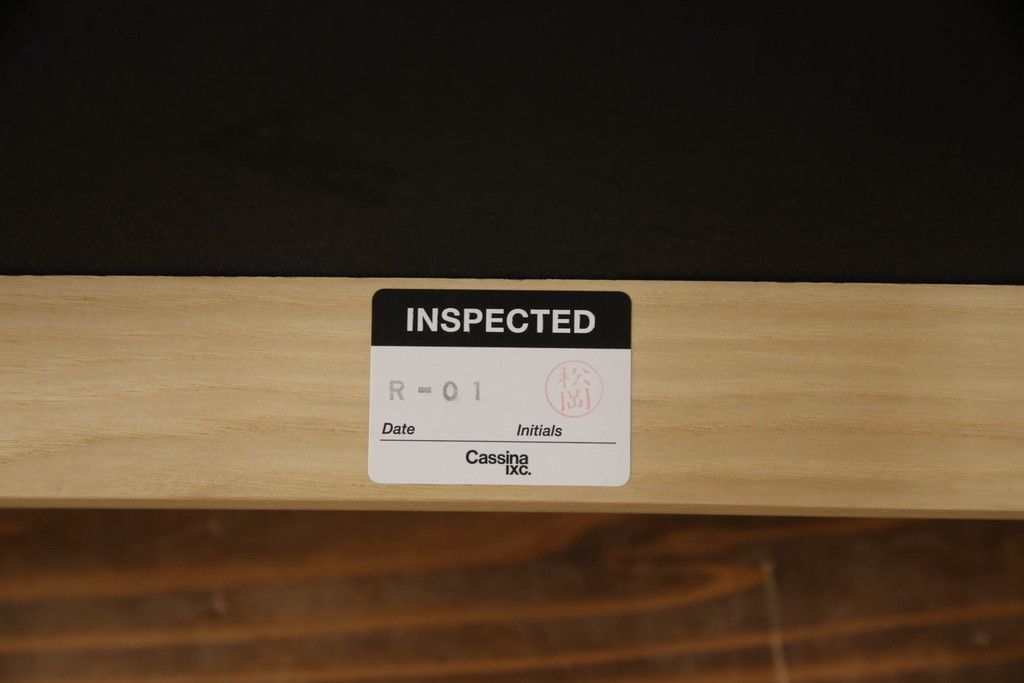 INSPECTED
R-01
松岡
Date Initials
Cassina
IXC.